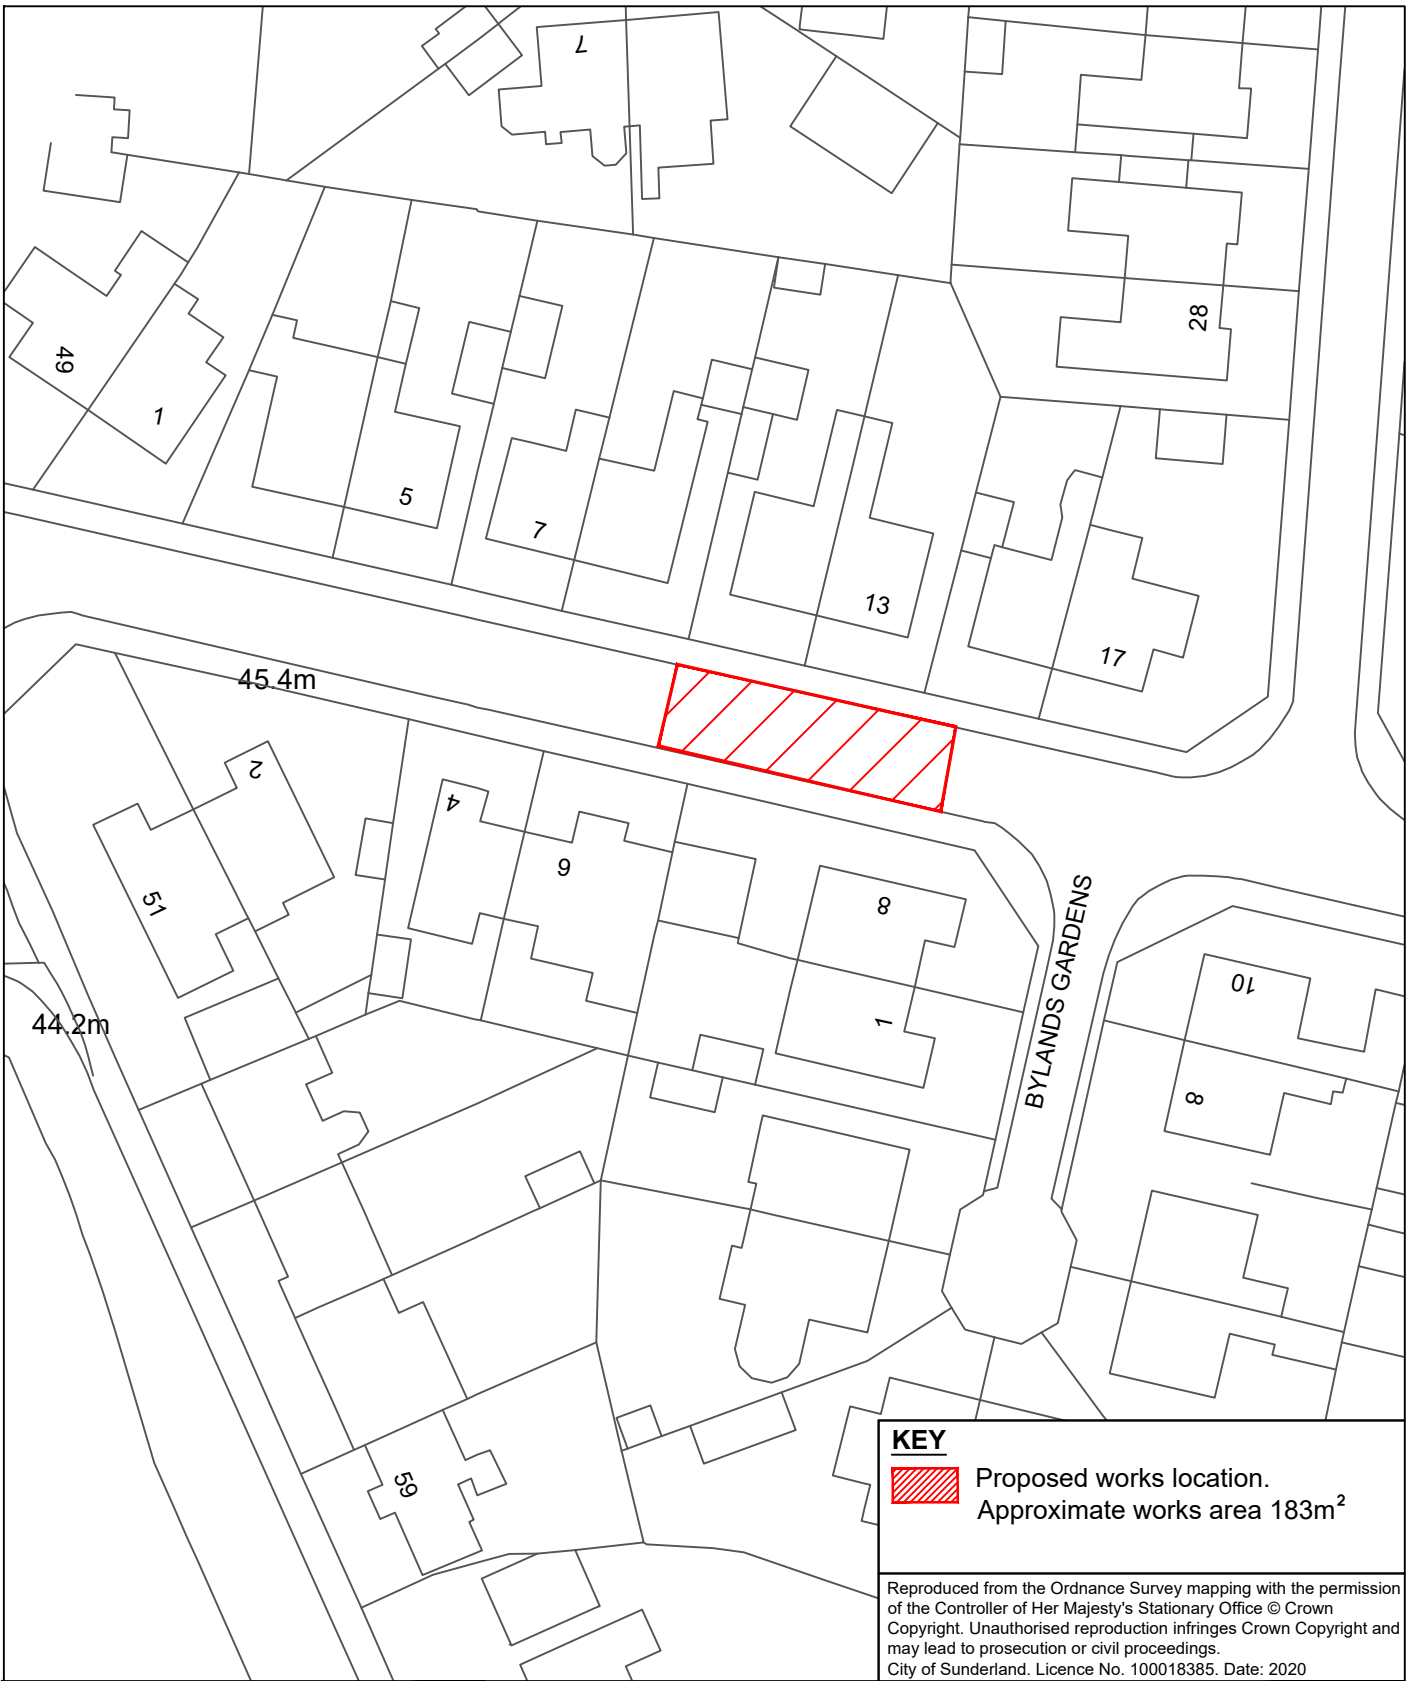 7
28
49
1
5
7
13
17
45.4m
2
4
6
51
8
BYLANDS GARDENS
10
44.2m
1
8
59
KEY
Proposed works location.
Approximate works area 183m²
Reproduced from the Ordnance Survey mapping with the permission
of the Controller of Her Majesty's Stationary Office © Crown
Copyright. Unauthorised reproduction infringes Crown Copyright and
may lead to prosecution or civil proceedings.
City of Sunderland. Licence No. 100018385. Date: 2020